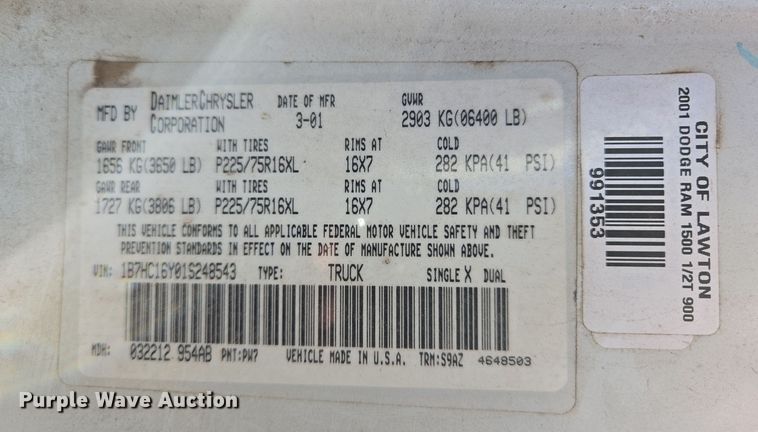 MFD BY DAIMLERCHRYSLER CORPORATION DATE OF MFR 3-01 GVWR 2903 KG(06400 LB)
GAWR FRONT WITH TIRES RIMS AT COLD
1656 KG(3650 LB) P225/75R16XL 16X7 282 KPA(41 PSI)
GAWR REAR WITH TIRES RIMS AT COLD
1727 KG(3806 LB) P225/75R16XL 16X7 282 KPA(41 PSI)
THIS VEHICLE CONFORMS TO ALL APPLICABLE FEDERAL MOTOR VEHICLE SAFETY AND THEFT
PREVENTION STANDARDS IN EFFECT ON THE DATE OF MANUFACTURE SHOWN ABOVE.
VIN: 1B7HC16Y01S248543 TYPE: TRUCK SINGLE X DUAL
MDH: 032212 954AB PNT:PW7 VEHICLE MADE IN U.S.A. TRM:S9AZ 4648503
CITY OF LAWTON
2001 DODGE RAM 1500 1/2T 900
991353
Purple Wave Auction